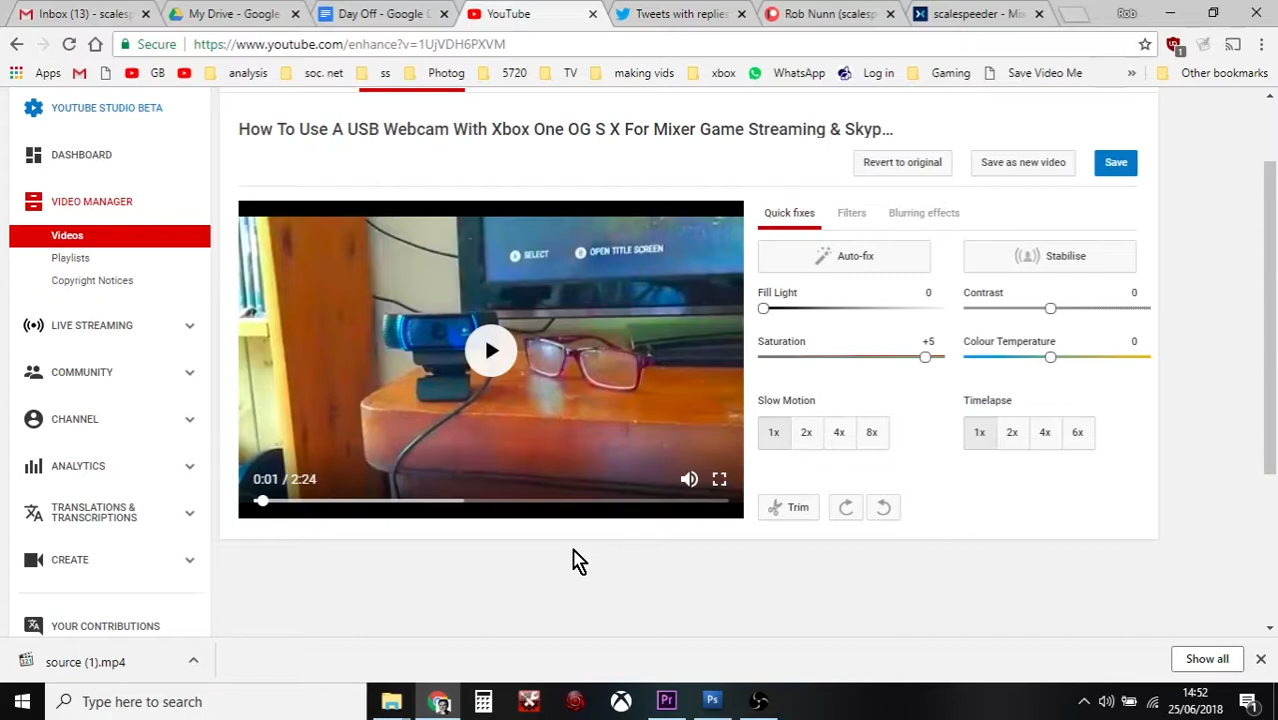 Inbox (13) - scalesp
My Drive - Google
Day Off - Google D
YouTube
Tweets with replies
Rob Nunn (scalesp
scalespeeder - Mix
Rob
Secure
https://www.youtube.com/enhance?v=1UjVDH6PXVM
1
Apps
GB
analysis
soc. net
ss
Photog
5720
TV
making vids
xbox
WhatsApp
Log in
Gaming
Save Video Me
»
Other bookmarks
YOUTUBE STUDIO BETA
DASHBOARD
VIDEO MANAGER
Videos
Playlists
Copyright Notices
LIVE STREAMING
COMMUNITY
CHANNEL
ANALYTICS
TRANSLATIONS &
TRANSCRIPTIONS
CREATE
YOUR CONTRIBUTIONS
How To Use A USB Webcam With Xbox One OG S X For Mixer Game Streaming & Skyp...
Revert to original
Save as new video
Save
A SELECT
B OPEN TITLE SCREEN
0:01 / 2:24
Quick fixes
Filters
Blurring effects
Auto-fix
Stabilise
Fill Light 0
Contrast 0
Saturation +5
Colour Temperature 0
Slow Motion
Timelapse
1x 2x 4x 8x
1x 2x 4x 6x
Trim
source (1).mp4
Show all
Type here to search
Pr
Ps
14:52
25/06/2018
1